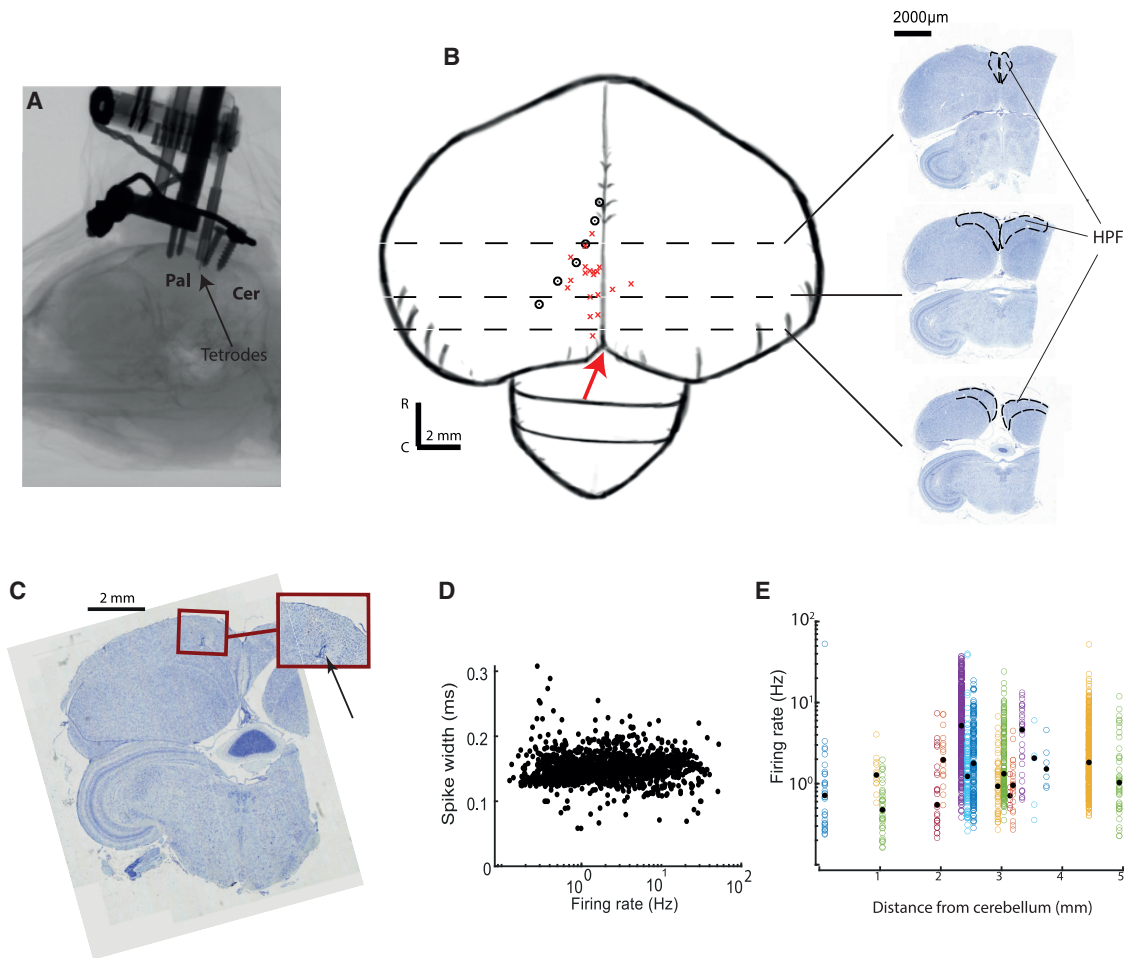 A
Pal
Cer
Tetrodes
B
R
C
2 mm
2000µm
HPF
C
2 mm
D
Spike width (ms)
0.3
0.2
0.1
0
10⁰
10¹
10²
Firing rate (Hz)
E
Firing rate (Hz)
10²
10¹
10⁰
1
2
3
4
5
Distance from cerebellum (mm)